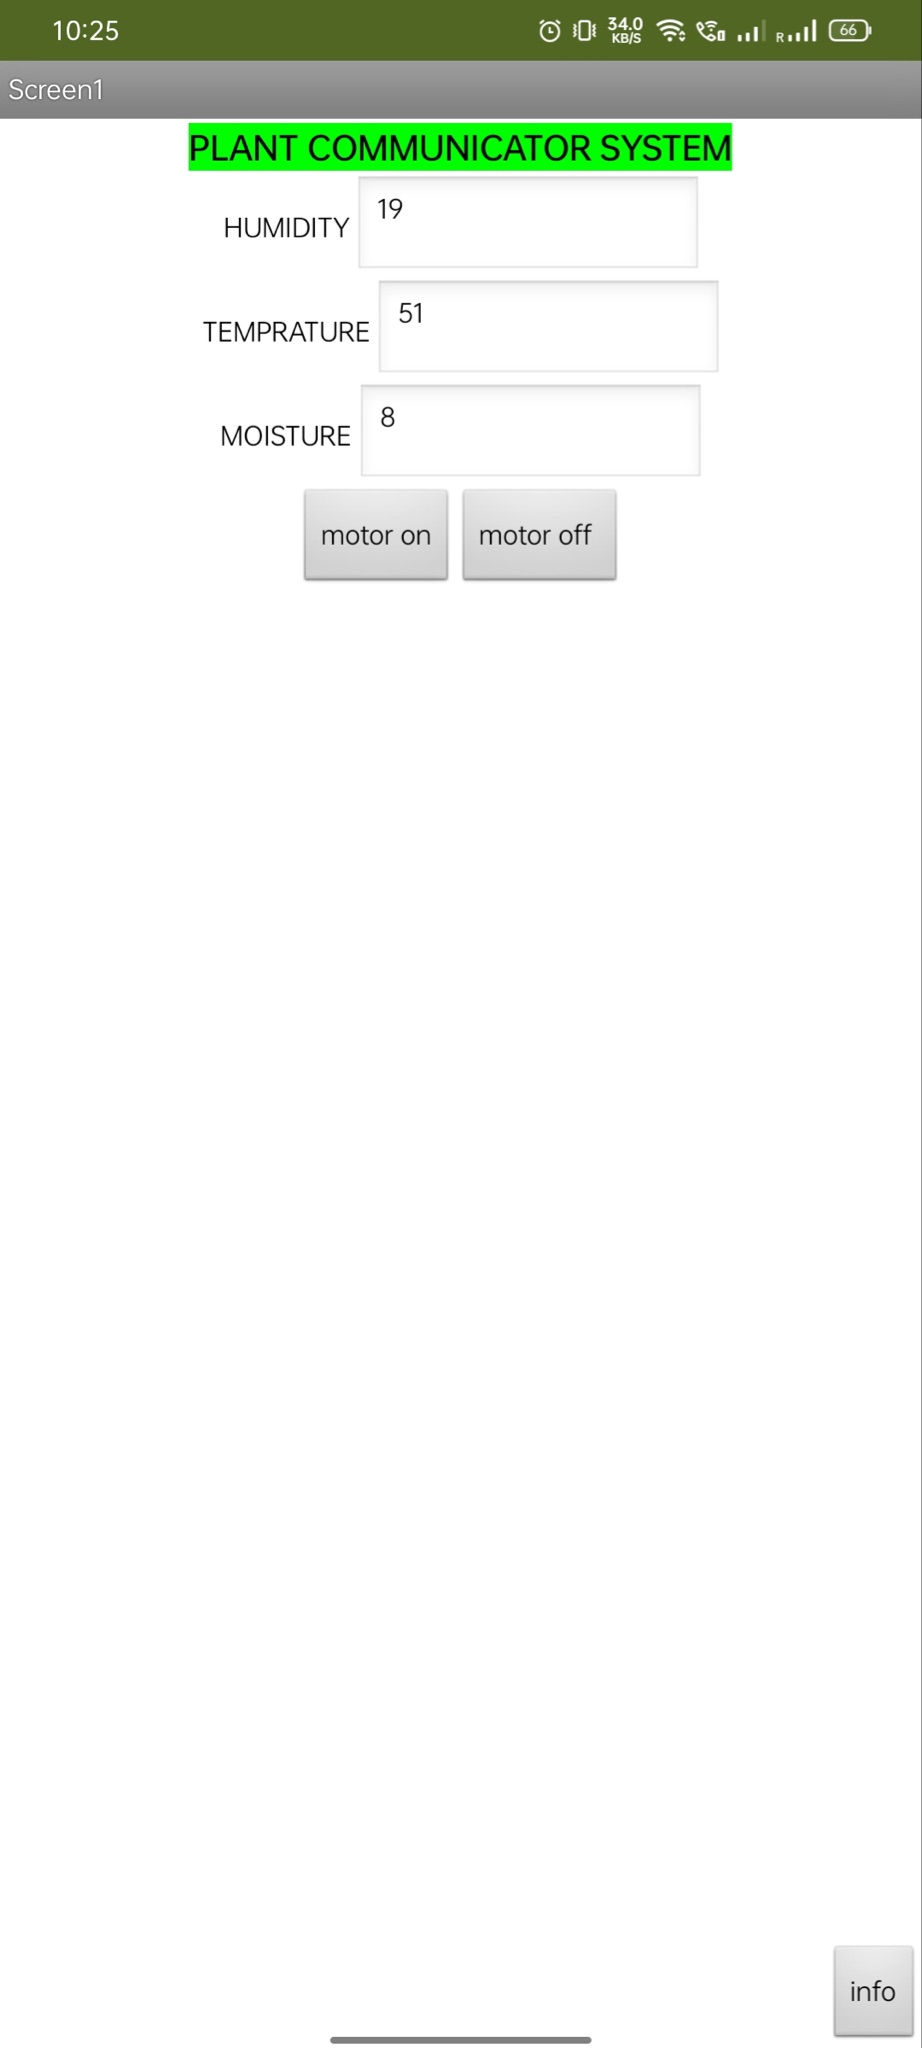 10:25 34.0 KB/S R 66
Screen1
PLANT COMMUNICATOR SYSTEM
HUMIDITY 19
TEMPRATURE 51
MOISTURE 8
motor on motor off
info